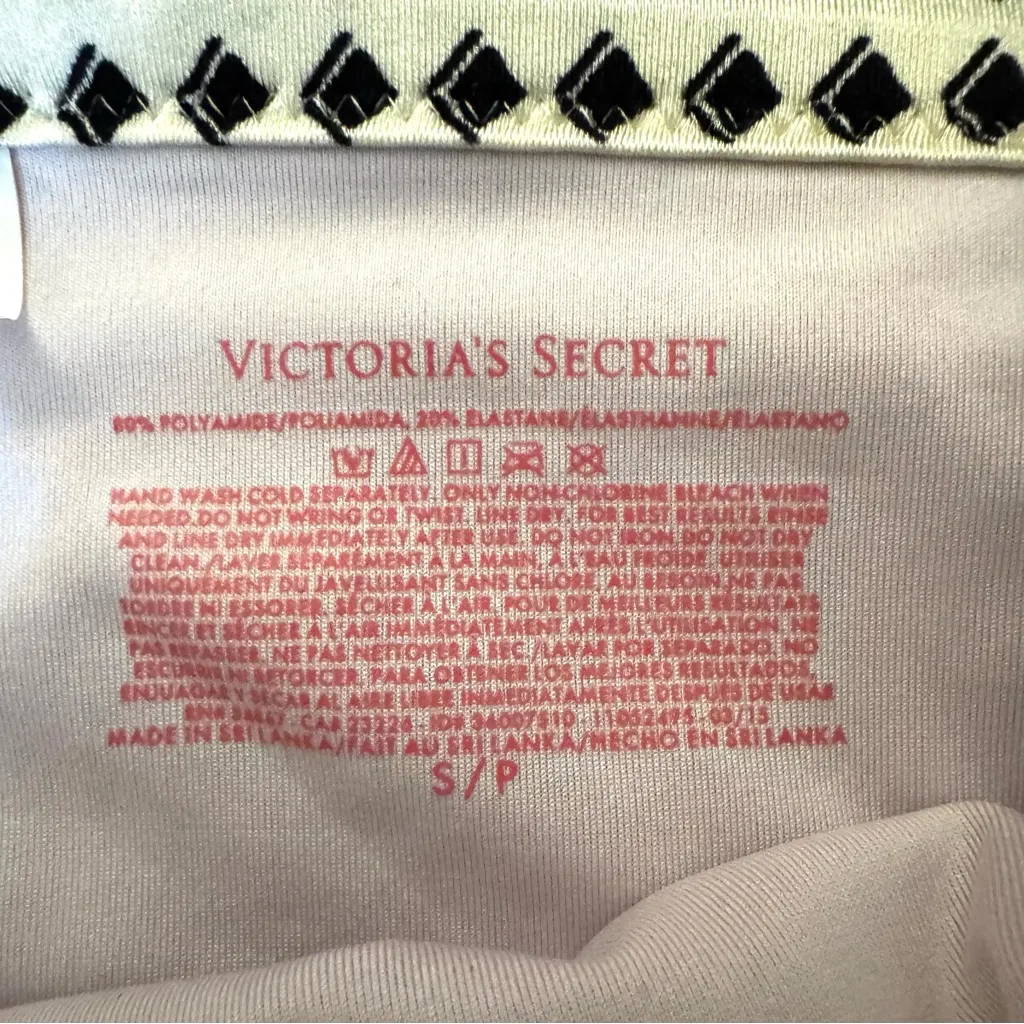 VICTORIA'S SECRET
80% POLYAMIDE/POLIAMIDA, 20% ELASTANE/ÉLASTHANNE/ELASTANO
HAND WASH COLD SEPARATELY. ONLY NON-CHLORINE BLEACH WHEN
NEEDED. DO NOT WRING OR TWIST. LINE DRY. FOR BEST RESULTS RINSE
AND LINE DRY IMMEDIATELY AFTER USE. DO NOT IRON. DO NOT DRY
CLEAN./LAVER SÉPARÉMENT À LA MAIN, À L'EAU FROIDE. UTILISER
UNIQUEMENT DU JAVELLISANT SANS CHLORE, AU BESOIN. NE PAS
TORDRE NI ESSORER. SÉCHER À L'AIR. POUR DE MEILLEURS RÉSULTATS
RINCER ET SÉCHER À L'AIR IMMÉDIATEMENT APRÈS L'UTILISATION. NE
PAS REPASSER. NE PAS NETTOYER À SEC./LAVAR POR SEPARADO. NO
ESCURRIR NI RETORCER. PARA OBTENER LOS MEJORES RESULTADOS,
ENJUAGAR Y SECAR AL AIRE LIBRE INMEDIATAMENTE DESPUÉS DE USAR
RN# CA# ID# 03/15
MADE IN SRI LANKA/FAIT AU SRI LANKA/HECHO EN SRI LANKA
S/P